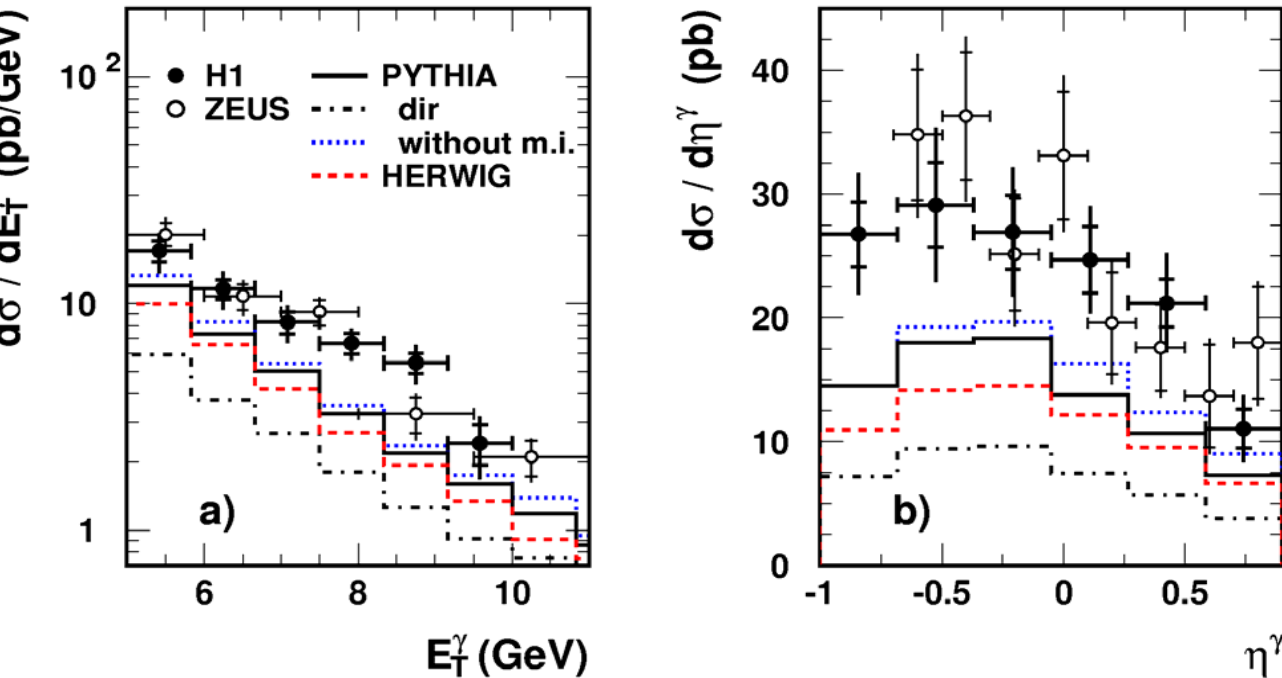 dσ / dE_T^γ (pb/GeV)
10^2
10
1
H1
ZEUS
PYTHIA
dir
without m.i.
HERWIG
a)
6 8 10
E_T^γ (GeV)
dσ / dη^γ (pb)
40
30
20
10
0
b)
-1 -0.5 0 0.5
η^γ